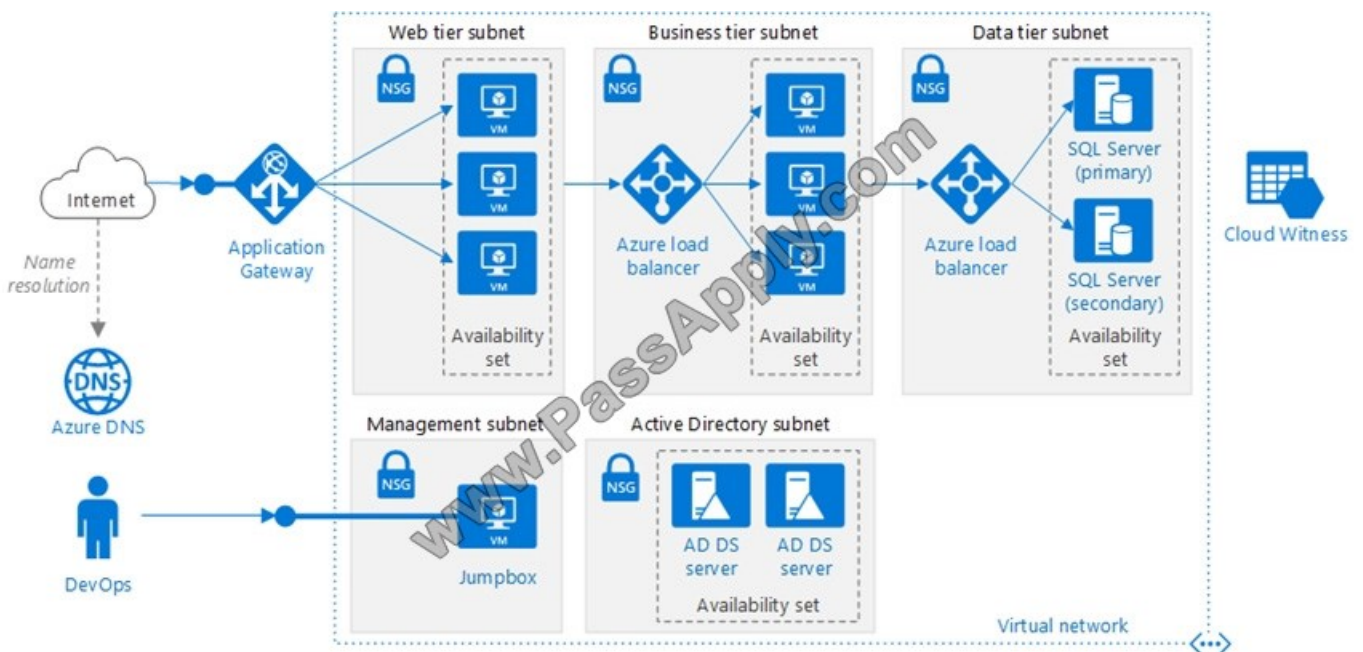 Web tier subnet
Business tier subnet
Data tier subnet
NSG
NSG
NSG
VM
VM
VM
VM
VM
VM
Internet
Application
Gateway
Azure load
balancer
Azure load
balancer
SQL Server
(primary)
SQL Server
(secondary)
Cloud Witness
Name
resolution
Availability
set
Availability
set
Availability
set
DNS
Azure DNS
www.PassApply.com
Management subnet
Active Directory subnet
NSG
NSG
VM
Jumpbox
AD DS
server
AD DS
server
Availability set
DevOps
Virtual network